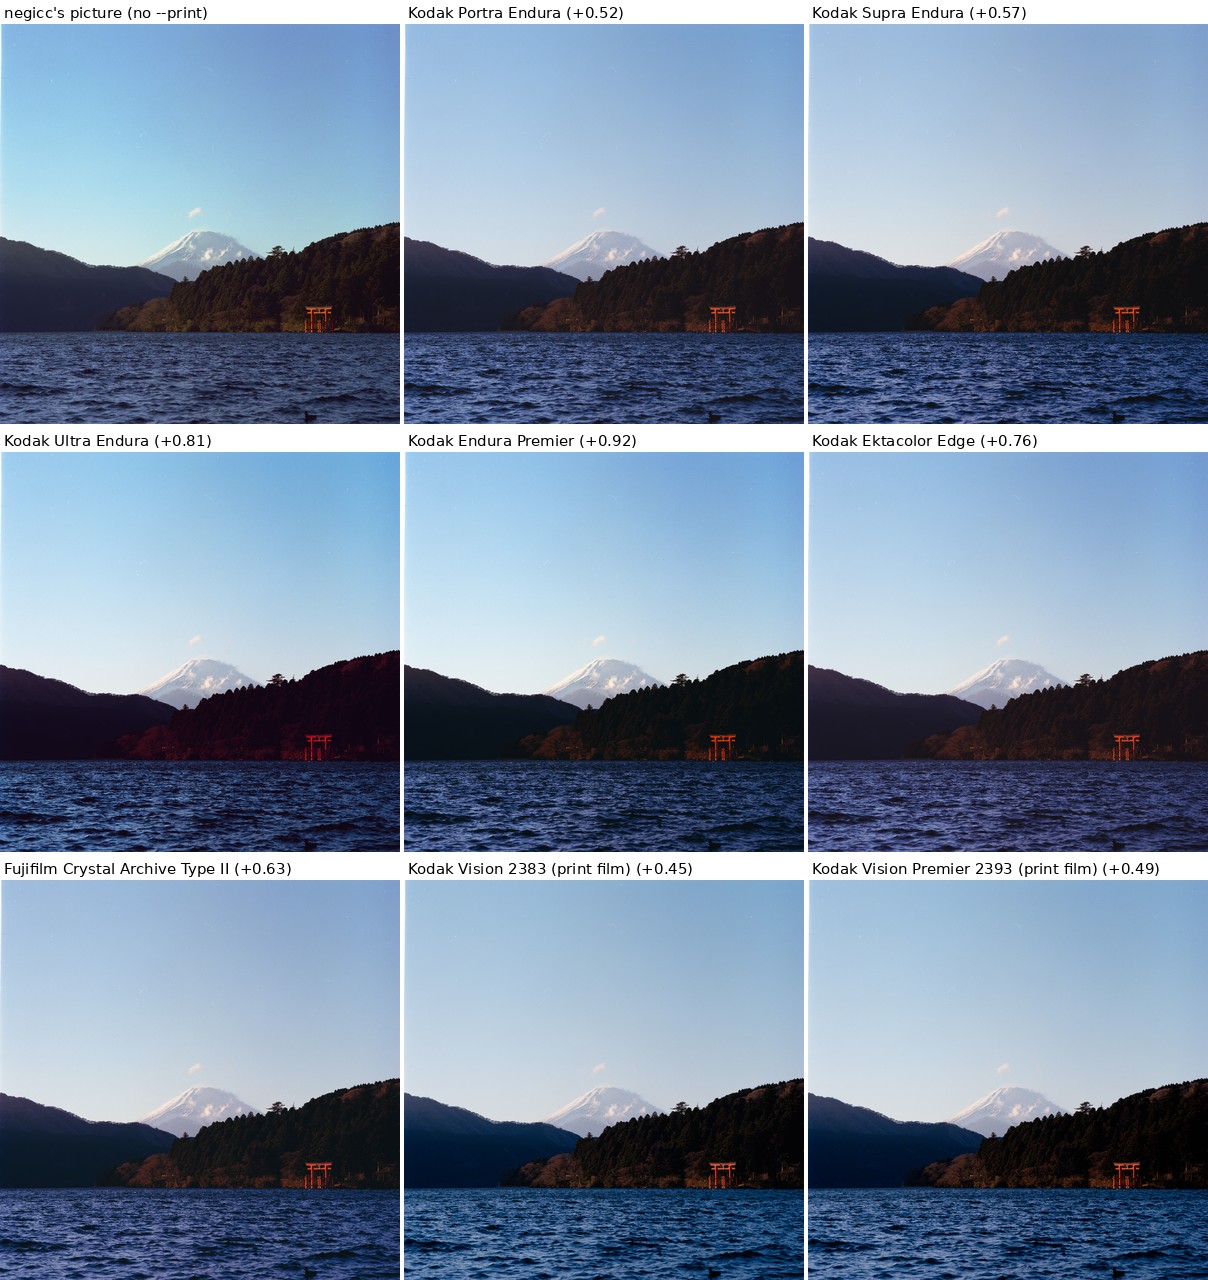 negicc's picture (no --print)
Kodak Portra Endura (+0.52)
Kodak Supra Endura (+0.57)
Kodak Ultra Endura (+0.81)
Kodak Endura Premier (+0.92)
Kodak Ektacolor Edge (+0.76)
Fujifilm Crystal Archive Type II (+0.63)
Kodak Vision 2383 (print film) (+0.45)
Kodak Vision Premier 2393 (print film) (+0.49)